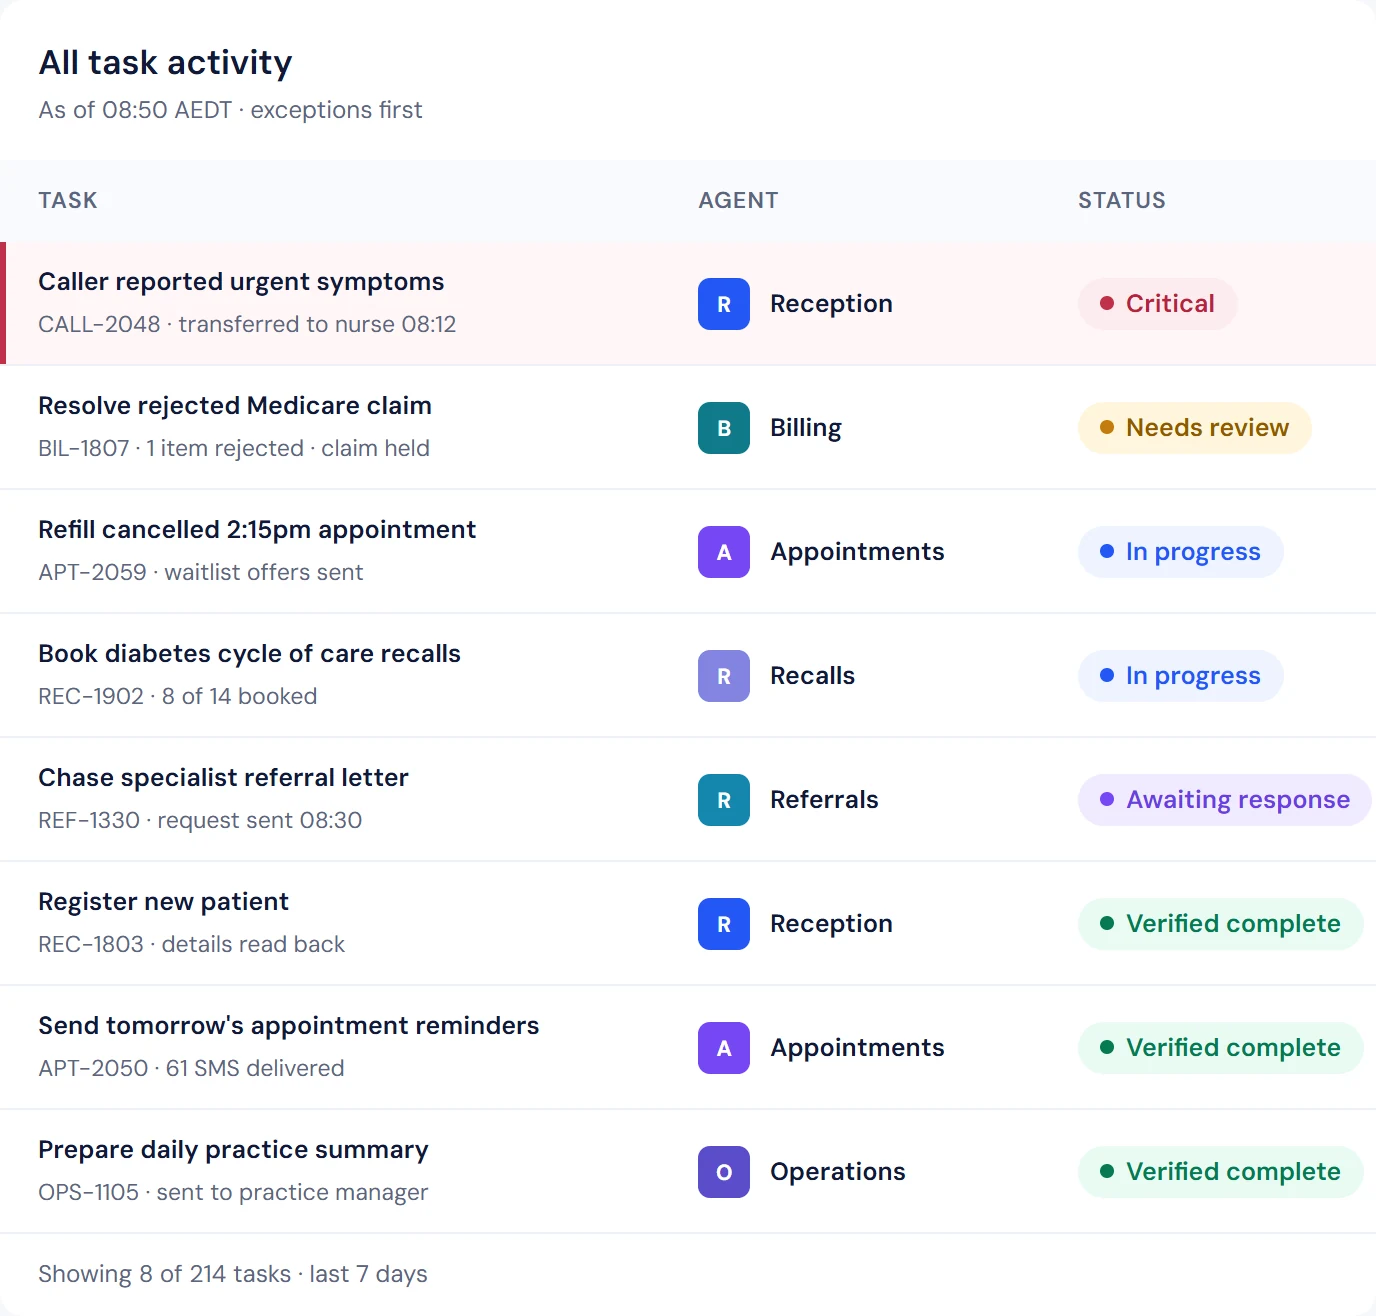 All task activity
As of 08:50 AEDT · exceptions first
TASK AGENT STATUS
Caller reported urgent symptoms
CALL-2048 · transferred to nurse 08:12
R Reception
Critical
Resolve rejected Medicare claim
BIL-1807 · 1 item rejected · claim held
B Billing
Needs review
Refill cancelled 2:15pm appointment
APT-2059 · waitlist offers sent
A Appointments
In progress
Book diabetes cycle of care recalls
REC-1902 · 8 of 14 booked
R Recalls
In progress
Chase specialist referral letter
REF-1330 · request sent 08:30
R Referrals
Awaiting response
Register new patient
REC-1803 · details read back
R Reception
Verified complete
Send tomorrow's appointment reminders
APT-2050 · 61 SMS delivered
A Appointments
Verified complete
Prepare daily practice summary
OPS-1105 · sent to practice manager
O Operations
Verified complete
Showing 8 of 214 tasks · last 7 days